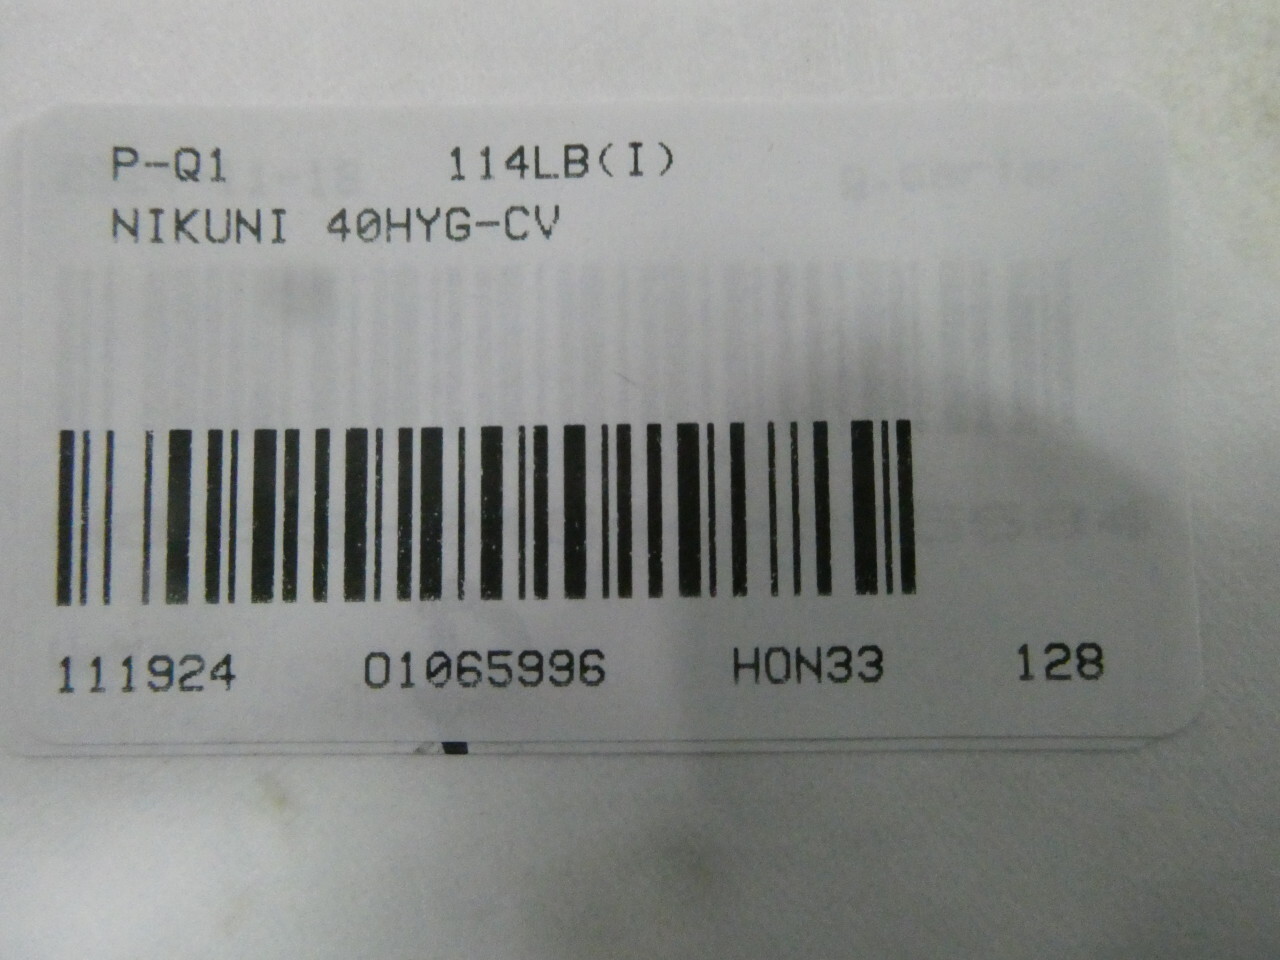 P-Q1 114LB(I)
NIKUNI 40HYG-CV
111924 01065996 HON33 128